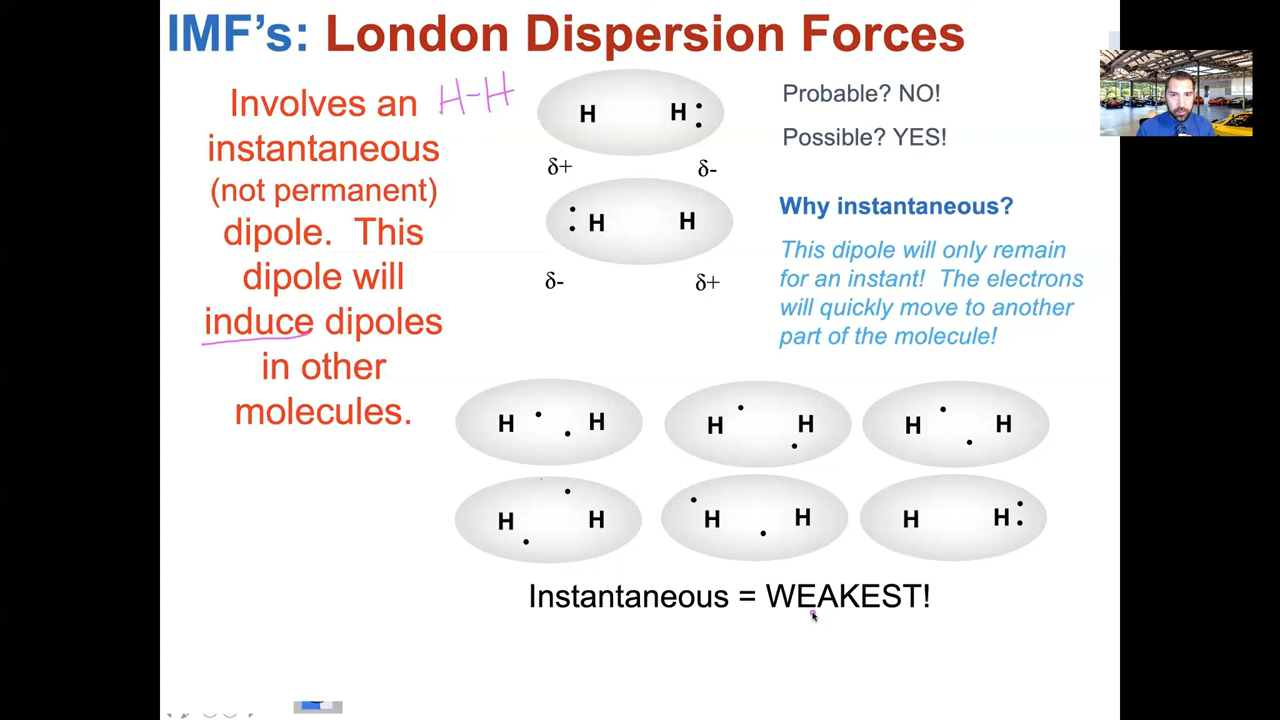 IMF's: London Dispersion Forces
Involves an
instantaneous
(not permanent)
dipole. This
dipole will
induce dipoles
in other
molecules.
H-H
H H:
δ+ δ-
:H H
δ- δ+
Probable? NO!
Possible? YES!
Why instantaneous?
This dipole will only remain
for an instant! The electrons
will quickly move to another
part of the molecule!
H H H H H H
H H H H H H:
Instantaneous = WEAKEST!